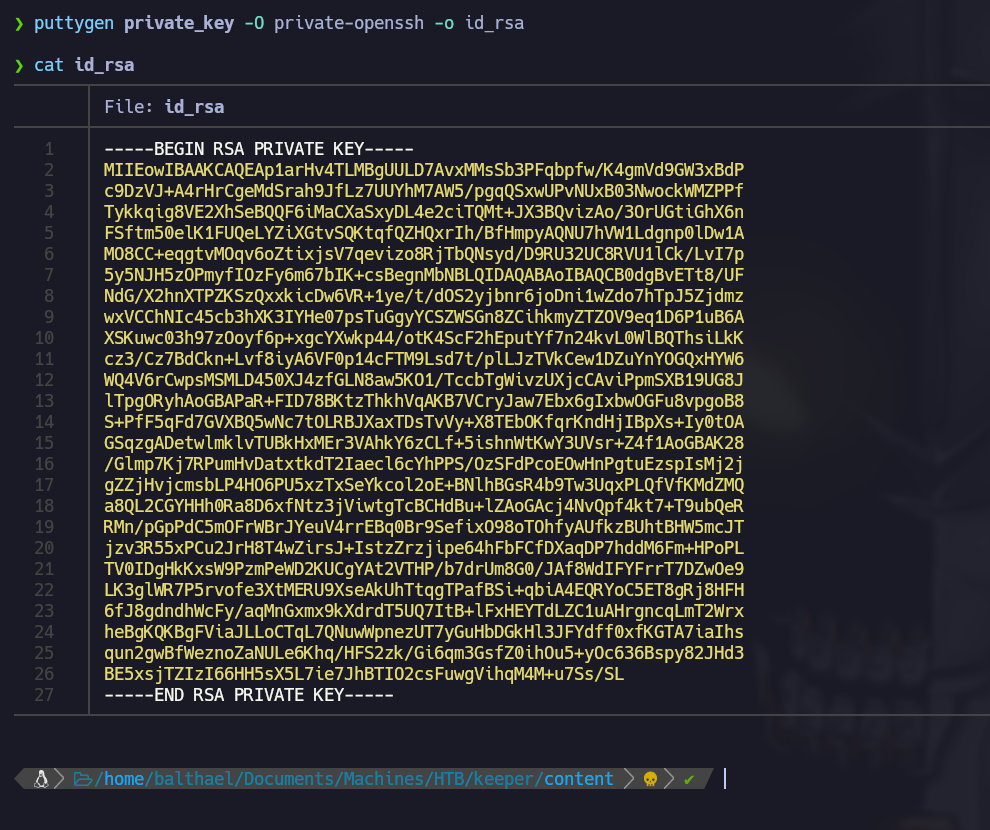 ❯ puttygen private_key -O private-openssh -o id_rsa
❯ cat id_rsa
File: id_rsa
1 -----BEGIN RSA PRIVATE KEY-----
2 MIIEowIBAAKCAQEAp1arHv4TLMBgUULD7AvxMMsSb3PFqbpfw/K4gmVd9GW3xBdP
3 c9DzVJ+A4rHrCgeMdSrah9JfLz7UUYhM7AW5/pgqQSxwUPvNUxB03NwockWMZPPf
4 Tykkqig8VE2XhSeBQQF6iMaCXaSxyDL4e2ciTQMt+JX3BQvizAo/3OrUGtiGhX6n
5 FSftm50elK1FUQeLYZiXGtvSQKtqfQZHQxrIh/BfHmpyAQNU7hVW1Ldgnp0lDw1A
6 MO8CC+eqgtvMOqv6oZtixjsV7qevizo8RjTbQNsyd/D9RU32UC8RVU1lCk/LvI7p
7 5y5NJH5zOPmyfIOzFy6m67bIK+csBegnMbNBLQIDAQABAoIBAQCB0dgBvETt8/UF
8 NdG/X2hnXTPZKSzQxxkicDw6VR+1ye/t/dOS2yjbnr6joDni1wZdo7hTpJ5Zjdmz
9 wxVCChNIc45cb3hXK3IYHe07psTuGgyYCSZWSGn8ZCihkmyZTZOV9eq1D6P1uB6A
10 XSKuwc03h97zOoyf6p+xgcYXwkp44/otK4ScF2hEputYf7n24kvL0WlBQThsiLkK
11 cz3/Cz7BdCkn+Lvf8iyA6VF0p14cFTM9Lsd7t/plLJzTVkCew1DZuYnYOGQxHYW6
12 WQ4V6rCwpsMSMLD450XJ4zfGLN8aw5KO1/TccbTgWivzUXjcCAviPpmSXB19UG8J
13 lTpgORyhAoGBAPaR+FID78BKtzThkhVqAKB7VCryJaw7Ebx6gIxbwOGFu8vpgoB8
14 S+PfF5qFd7GVXBQ5wNc7tOLRBJXaxTDsTvVy+X8TEbOKfqrKndHjIBpXs+Iy0tOA
15 GSqzgADetwlmklvTUBkHxMEr3VAhkY6zCLf+5ishnWtKwY3UVsr+Z4f1AoGBAK28
16 /Glmp7Kj7RPumHvDatxtkdT2Iaecl6cYhPPS/OzSFdPcoEOwHnPgtuEzspIsMj2j
17 gZZjHvjcmsbLP4HO6PU5xzTxSeYkcol2oE+BNlhBGsR4b9Tw3UqxPLQfVfKMdZMQ
18 a8QL2CGYHHh0Ra8D6xfNtz3jViwtgTcBCHdBu+lZAoGAcj4NvQpf4kt7+T9ubQeR
19 RMn/pGpPdC5mOFrWBrJYeuV4rrEBq0Br9SefixO98oTOhfyAUfkzBUhtBHW5mcJT
20 jzv3R55xPCu2JrH8T4wZirsJ+IstzZrzjipe64hFbFCfDXaqDP7hddM6Fm+HPoPL
21 TV0IDgHkKxsW9PzmPeWD2KUCgYAt2VTHP/b7drUm8G0/JAf8WdIFYFrrT7DZwOe9
22 LK3glWR7P5rvofe3XtMERU9XseAkUhTtqgTPafBSi+qbiA4EQRYoC5ET8gRj8HFH
23 6fJ8gdndhWcFy/aqMnGxmx9kXdrdT5UQ7ItB+lFxHEYTdLZC1uAHrgncqLmT2Wrx
24 heBgKQKBgFViaJLLoCTqL7QNuwWpnezUT7yGuHbDGkHl3JFYdff0xfKGTA7iaIhs
25 qun2gwBfWeznoZaNULe6Khq/HFS2zk/Gi6qm3GsfZ0ihOu5+yOc636Bspy82JHd3
26 BE5xsjTZIzI66HH5sX5L7ie7JhBTIO2csFuwgVihqM4M+u7Ss/SL
27 -----END RSA PRIVATE KEY-----
/home/balthael/Documents/Machines/HTB/keeper/content ✔